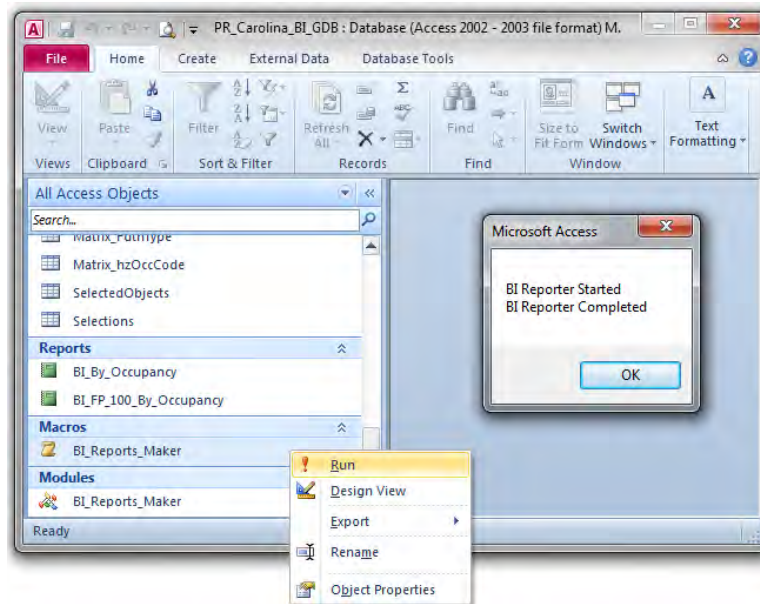 PR_Carolina_BI_GDB : Database (Access 2002 - 2003 file format) M.
File Home Create External Data Database Tools
View Paste Filter Refresh All Find Size to Fit Form Switch Windows Text Formatting
Views Clipboard Sort & Filter Records Find Window
All Access Objects
Search...
Matrix_hzOccCode
SelectedObjects
Selections
Reports
BI_By_Occupancy
BI_FP_100_By_Occupancy
Macros
BI_Reports_Maker
Modules
BI_Reports_Maker
Ready
Microsoft Access
BI Reporter Started
BI Reporter Completed
OK
Run
Design View
Export
Rename
Object Properties